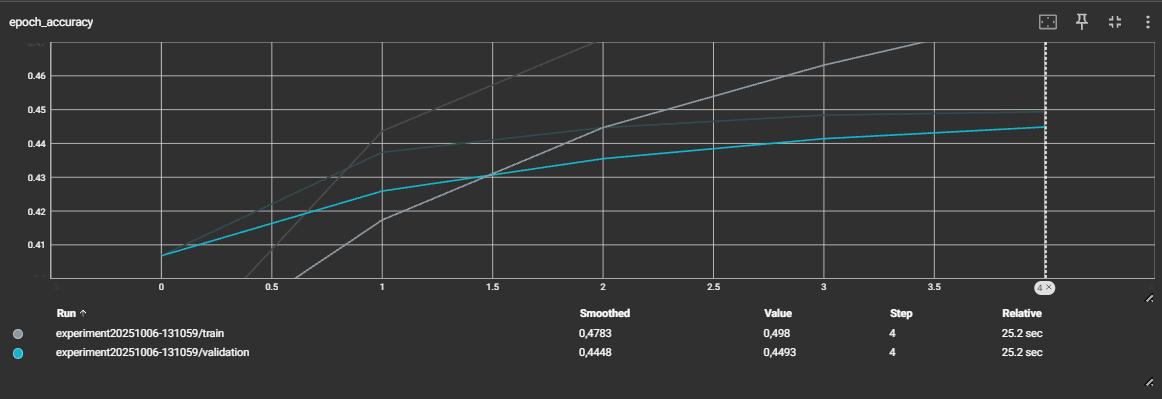 epoch_accuracy
0.46
0.45
0.44
0.43
0.42
0.41
0 0.5 1 1.5 2 2.5 3 3.5 4 ×
Run ↑ Smoothed Value Step Relative
experiment20251006-131059/train 0,4783 0,498 4 25.2 sec
experiment20251006-131059/validation 0,4448 0,4493 4 25.2 sec